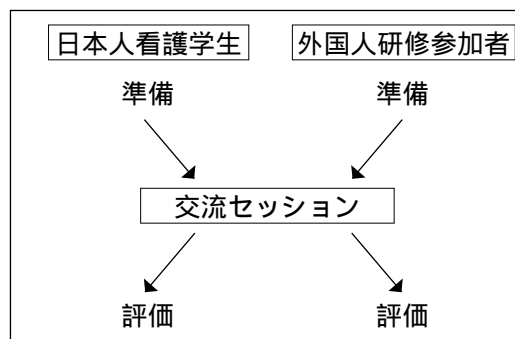 日本人看護学生 外国人研修参加者
準備 準備
交流セッション
評価 評価